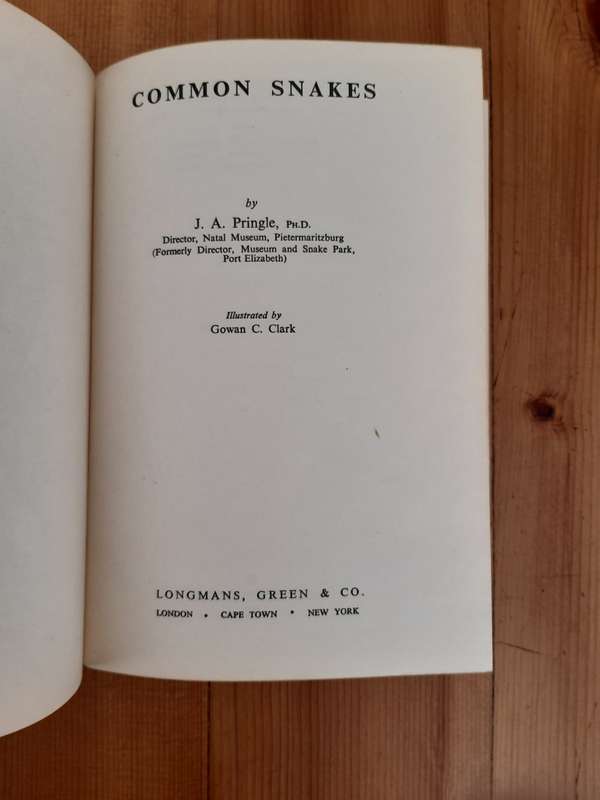 COMMON SNAKES
by
J. A. Pringle, PH.D.
Director, Natal Museum, Pietermaritzburg
(Formerly Director, Museum and Snake Park,
Port Elizabeth)
Illustrated by
Gowan C. Clark
LONGMANS, GREEN & CO.
LONDON • CAPE TOWN • NEW YORK